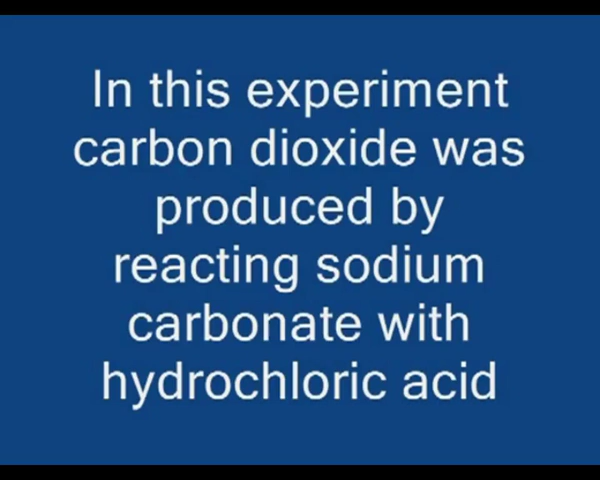 In this experiment
carbon dioxide was
produced by
reacting sodium
carbonate with
hydrochloric acid